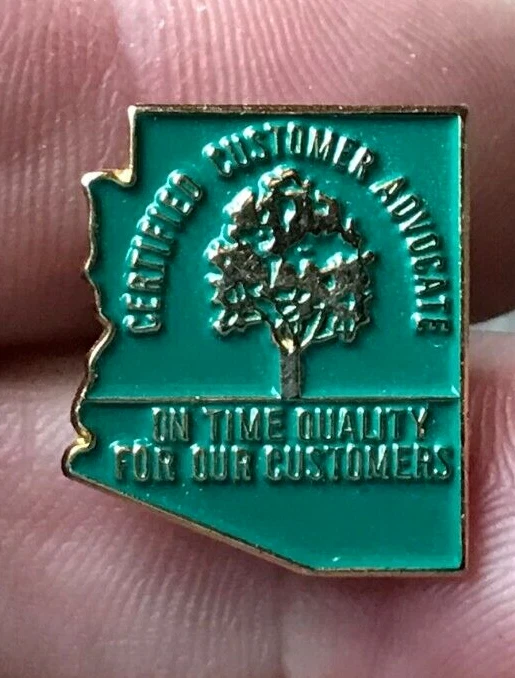 CERTIFIED CUSTOMER ADVOCATE
ON TIME QUALITY
FOR OUR CUSTOMERS